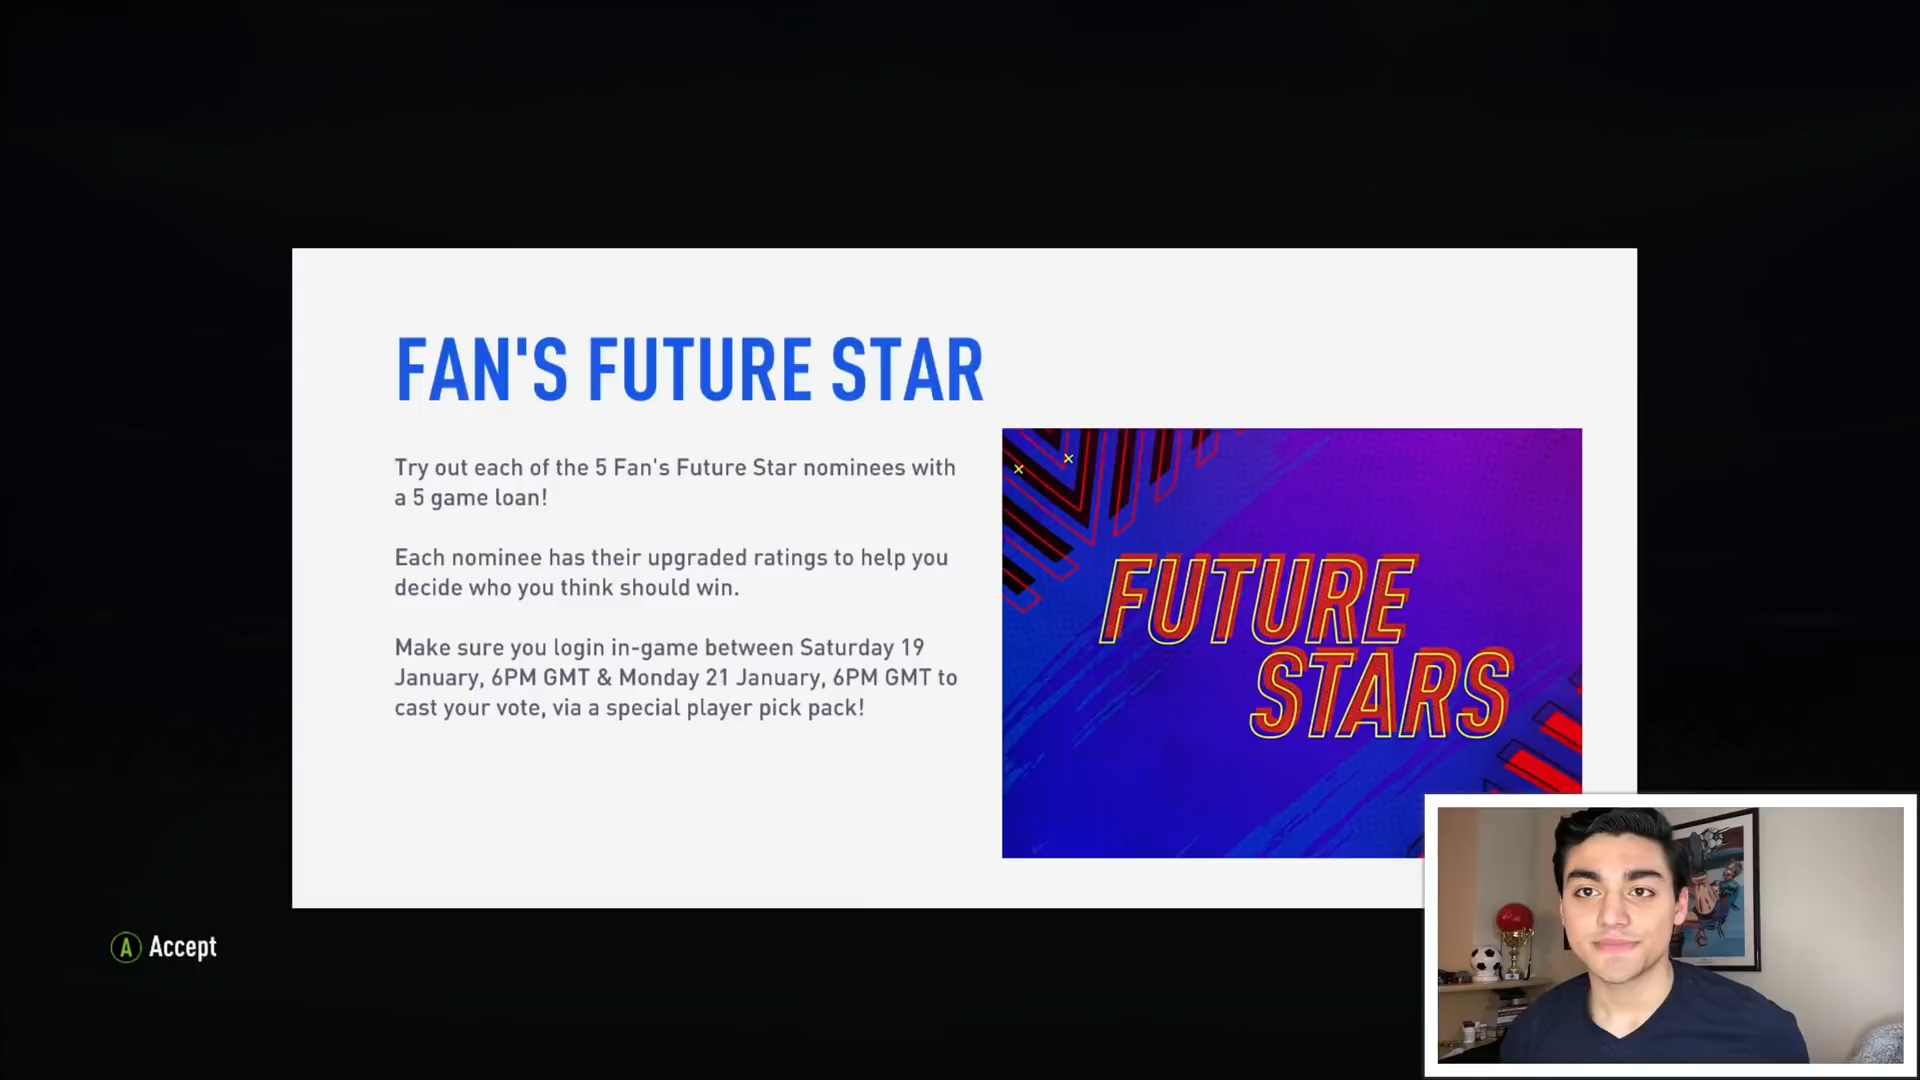 FAN'S FUTURE STAR
Try out each of the 5 Fan's Future Star nominees with
a 5 game loan!
Each nominee has their upgraded ratings to help you
decide who you think should win.
Make sure you login in-game between Saturday 19
January, 6PM GMT & Monday 21 January, 6PM GMT to
cast your vote, via a special player pick pack!
FUTURE
STARS
A Accept